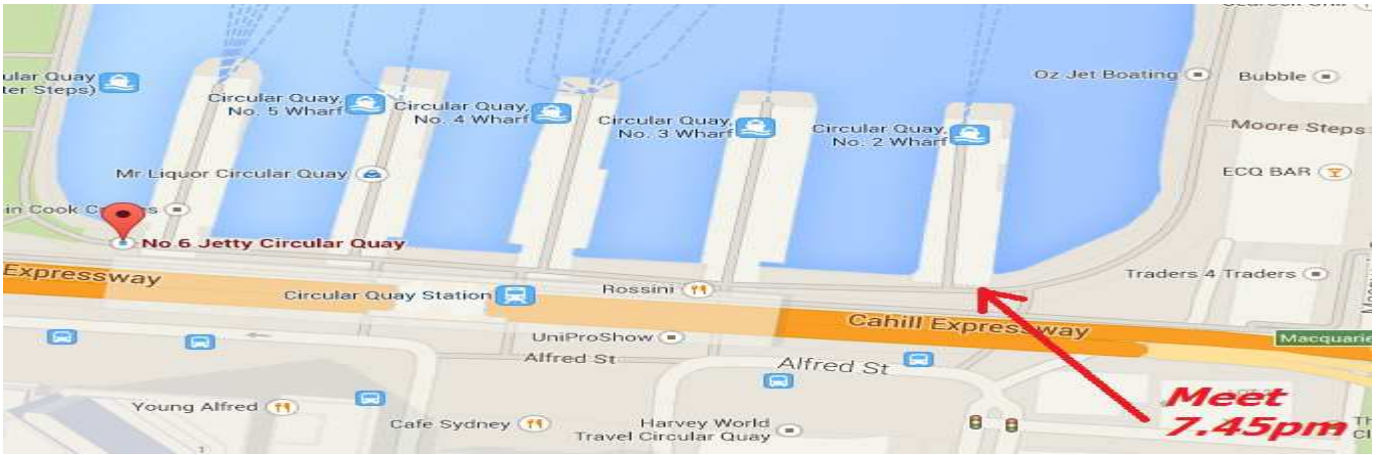 ular Quay
ter Steps)
Circular Quay,
No. 5 Wharf
Circular Quay,
No. 4 Wharf
Circular Quay,
No. 3 Wharf
Circular Quay,
No. 2 Wharf
Oz Jet Boating
Bubble
Moore Steps
ECQ BAR
Mr Liquor Circular Quay
in Cook C
s
No 6 Jetty Circular Quay
Expressway
Circular Quay Station
Rossini
Traders 4 Traders
Cahill Expressway
Macquarie
UniProShow
Alfred St
Alfred St
Young Alfred
Cafe Sydney
Harvey World
Travel Circular Quay
Meet
7.45pm
1